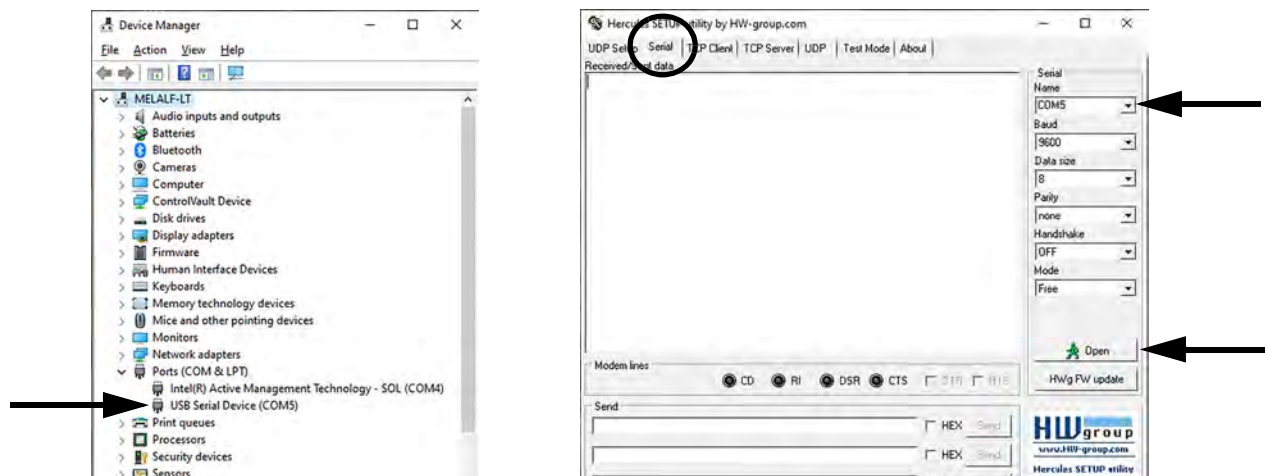 Device Manager
File Action View Help
MELALF-LT
Audio inputs and outputs
Batteries
Bluetooth
Cameras
Computer
ControlVault Device
Disk drives
Display adapters
Firmware
Human Interface Devices
Keyboards
Memory technology devices
Mice and other pointing devices
Monitors
Network adapters
Ports (COM & LPT)
Intel(R) Active Management Technology - SOL (COM4)
USB Serial Device (COM5)
Print queues
Processors
Security devices
Sensors
Hercules SETUP utility by HW-group.com
UDP Setup Serial TCP Client TCP Server UDP Test Mode About
Received/Sent data
Serial
Name
COM5
Baud
9600
Data size
8
Parity
none
Handshake
OFF
Mode
Free
Open
HWg FW update
Modem lines
CD RI DSR CTS DTR RTS
Send
HEX Send
HEX Send
HW group
www.HW-group.com
Hercules SETUP utility